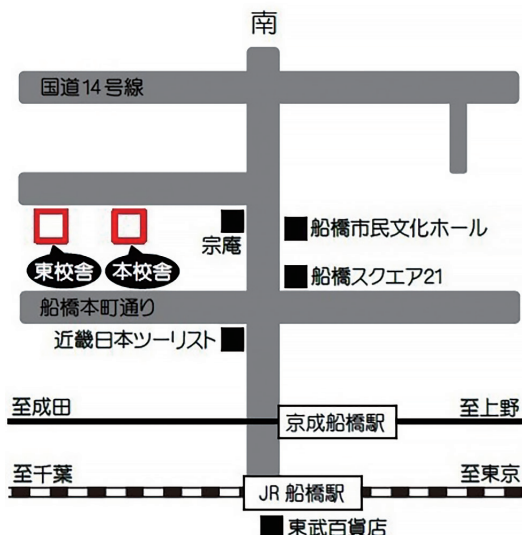 南
国道14号線
宗庵
船橋市民文化ホール
東校舎
本校舎
船橋スクエア21
船橋本町通り
近畿日本ツーリスト
至成田
至上野
京成船橋駅
至千葉
至東京
JR 船橋駅
東武百貨店